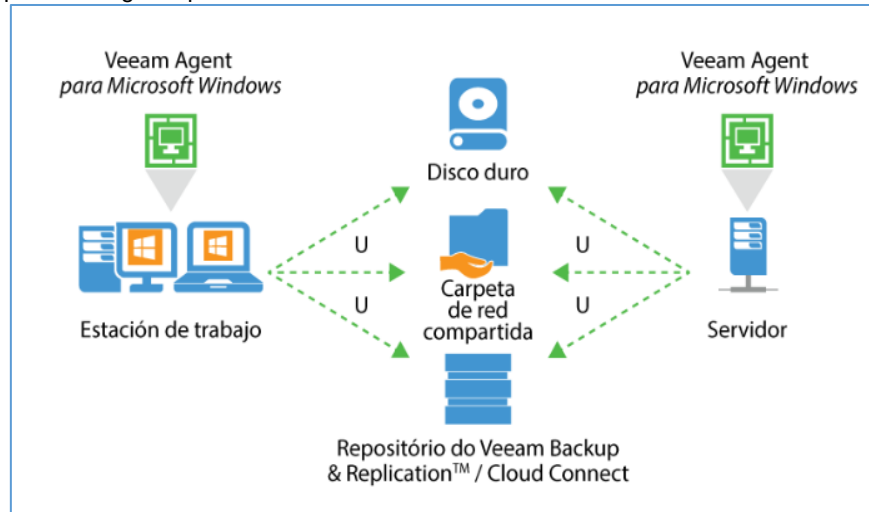 Veeam Agent
para Microsoft Windows
Veeam Agent
para Microsoft Windows
Disco duro
U
U
Carpeta
de red
compartida
U
U
Estación de trabajo
Servidor
Repositório do Veeam Backup
& Replication™ / Cloud Connect